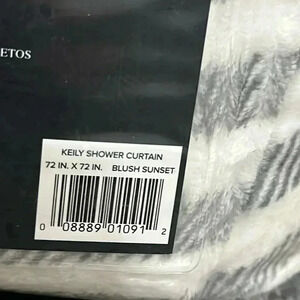 ETOS
KEILY SHOWER CURTAIN
72 IN. X 72 IN. BLUSH SUNSET
0 08889 01091 2